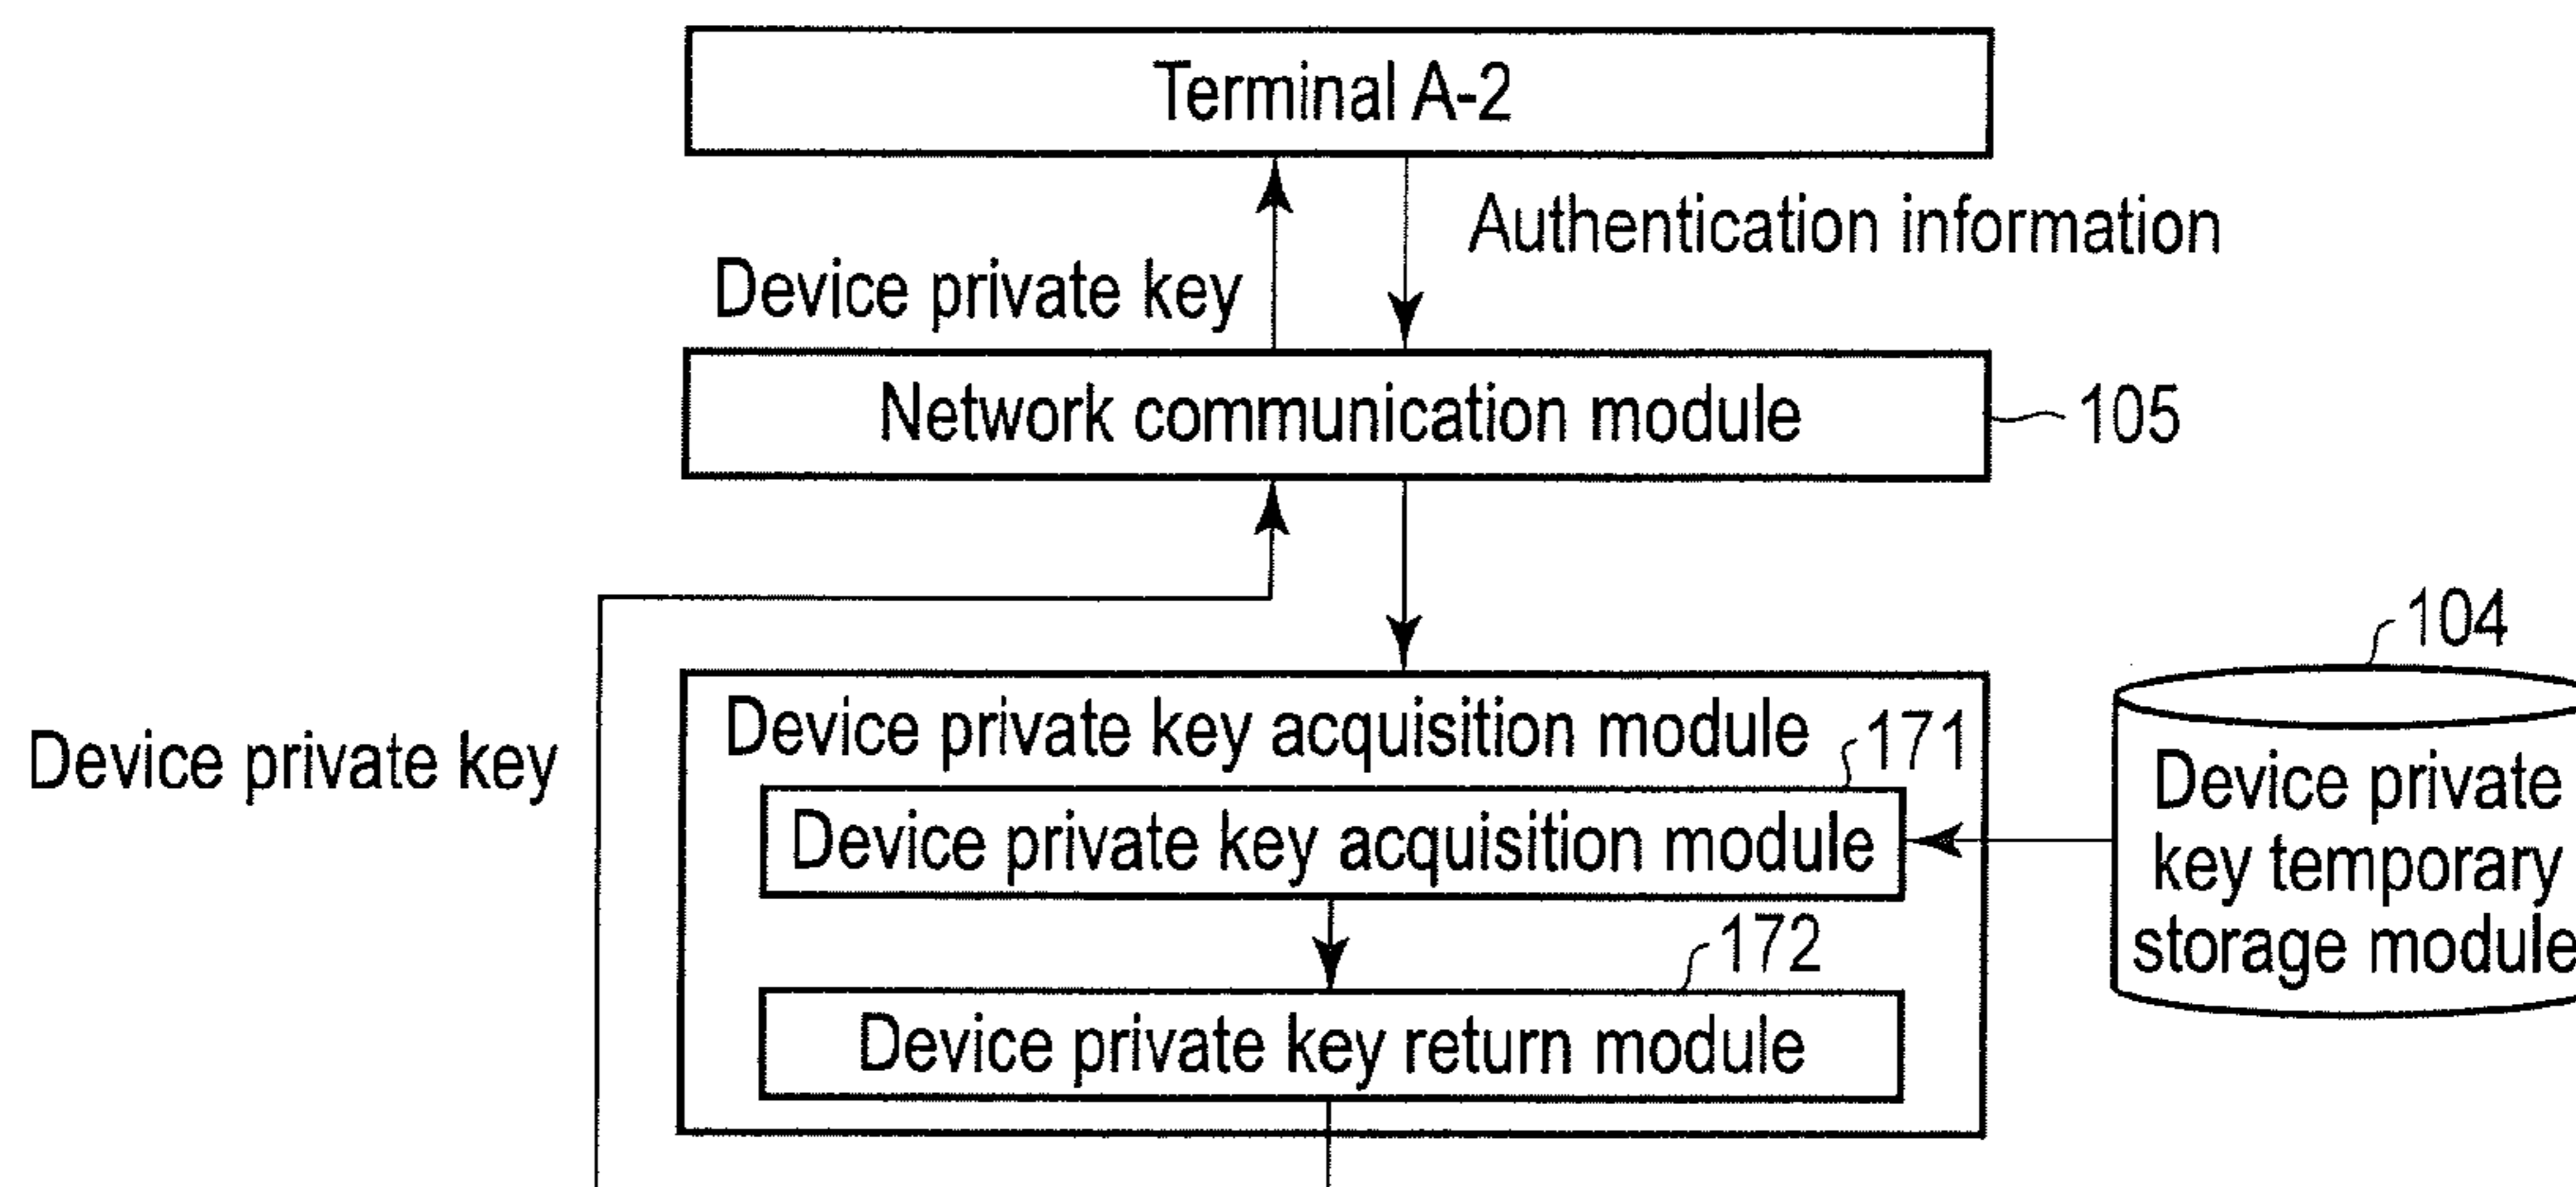 Terminal A-2
Authentication information
Device private key
Network communication module
105
104
Device private key acquisition module
171
Device private key
Device private key acquisition module
Device private
key temporary
storage module
172
Device private key return module